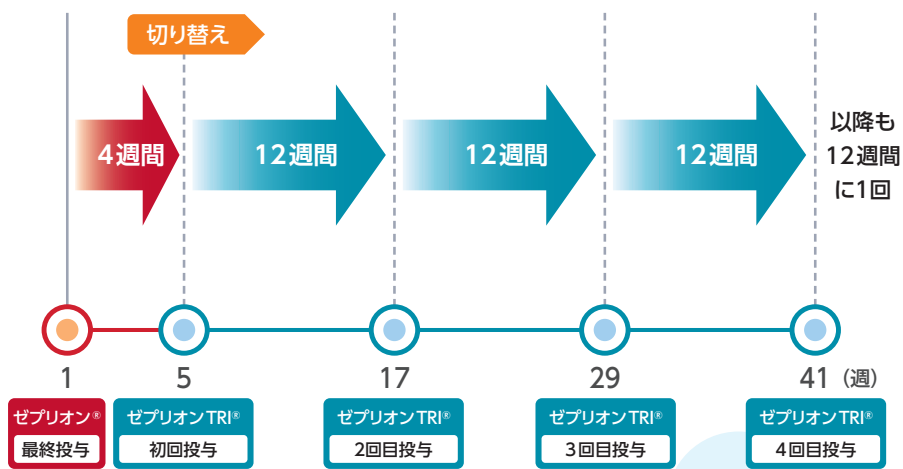 切り替え
4週間
12週間
12週間
12週間
以降も
12週間
に1回
1
5
17
29
41（週）
ゼプリオン®
最終投与
ゼプリオンTRI®
初回投与
ゼプリオンTRI®
2回目投与
ゼプリオンTRI®
3回目投与
ゼプリオンTRI®
4回目投与